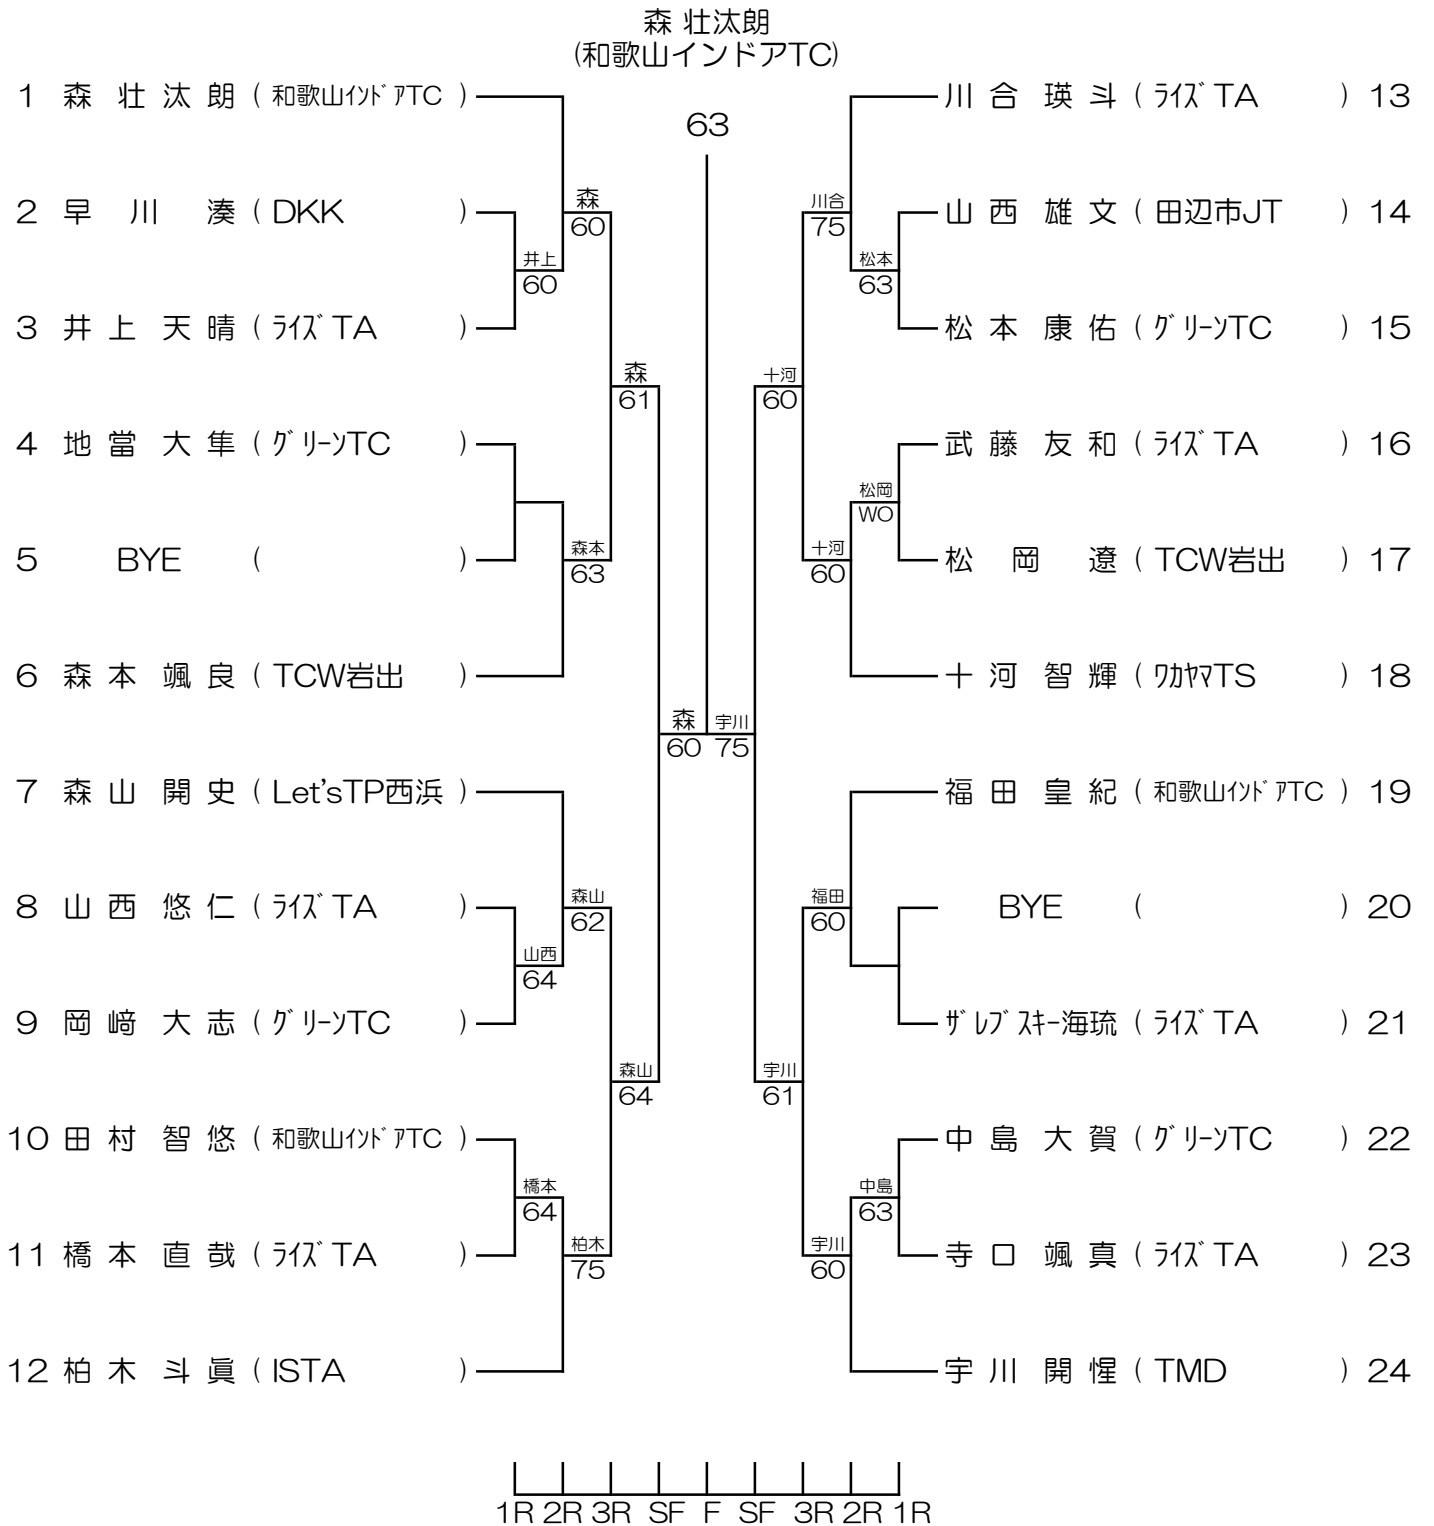 森 壮汰朗
(和歌山インドアTC)
1 森 壮 汰 朗 ( 和歌山ｲﾝﾄﾞｱTC )
川 合 瑛 斗 ( ﾗｲｽﾞTA ) 13
63
2 早 川 湊 ( DKK )
森
60
川合
75
山 西 雄 文 ( 田辺市JT ) 14
井上
60
松本
63
3 井 上 天 晴 ( ﾗｲｽﾞTA )
松 本 康 佑 ( ｸﾞﾘｰﾝTC ) 15
森
61
十河
60
4 地 當 大 隼 ( ｸﾞﾘｰﾝTC )
武 藤 友 和 ( ﾗｲｽﾞTA ) 16
松岡
WO
5 BYE ( )
森本
63
十河
60
松 岡 遼 ( TCW岩出 ) 17
6 森 本 颯 良 ( TCW岩出 )
十 河 智 輝 ( ﾜｶﾔﾏTS ) 18
森
60
宇川
75
7 森 山 開 史 ( Let'sTP西浜 )
福 田 皇 紀 ( 和歌山ｲﾝﾄﾞｱTC ) 19
8 山 西 悠 仁 ( ﾗｲｽﾞTA )
森山
62
福田
60
BYE ( ) 20
山西
64
9 岡 﨑 大 志 ( ｸﾞﾘｰﾝTC )
ｻﾞﾚﾌﾞｽｷｰ海琉 ( ﾗｲｽﾞTA ) 21
森山
64
宇川
61
10 田 村 智 悠 ( 和歌山ｲﾝﾄﾞｱTC )
中 島 大 賀 ( ｸﾞﾘｰﾝTC ) 22
橋本
64
中島
63
11 橋 本 直 哉 ( ﾗｲｽﾞTA )
柏木
75
宇川
60
寺 口 颯 真 ( ﾗｲｽﾞTA ) 23
12 柏 木 斗 眞 ( ISTA )
宇 川 開 惺 ( TMD ) 24
1R 2R 3R SF F SF 3R 2R 1R